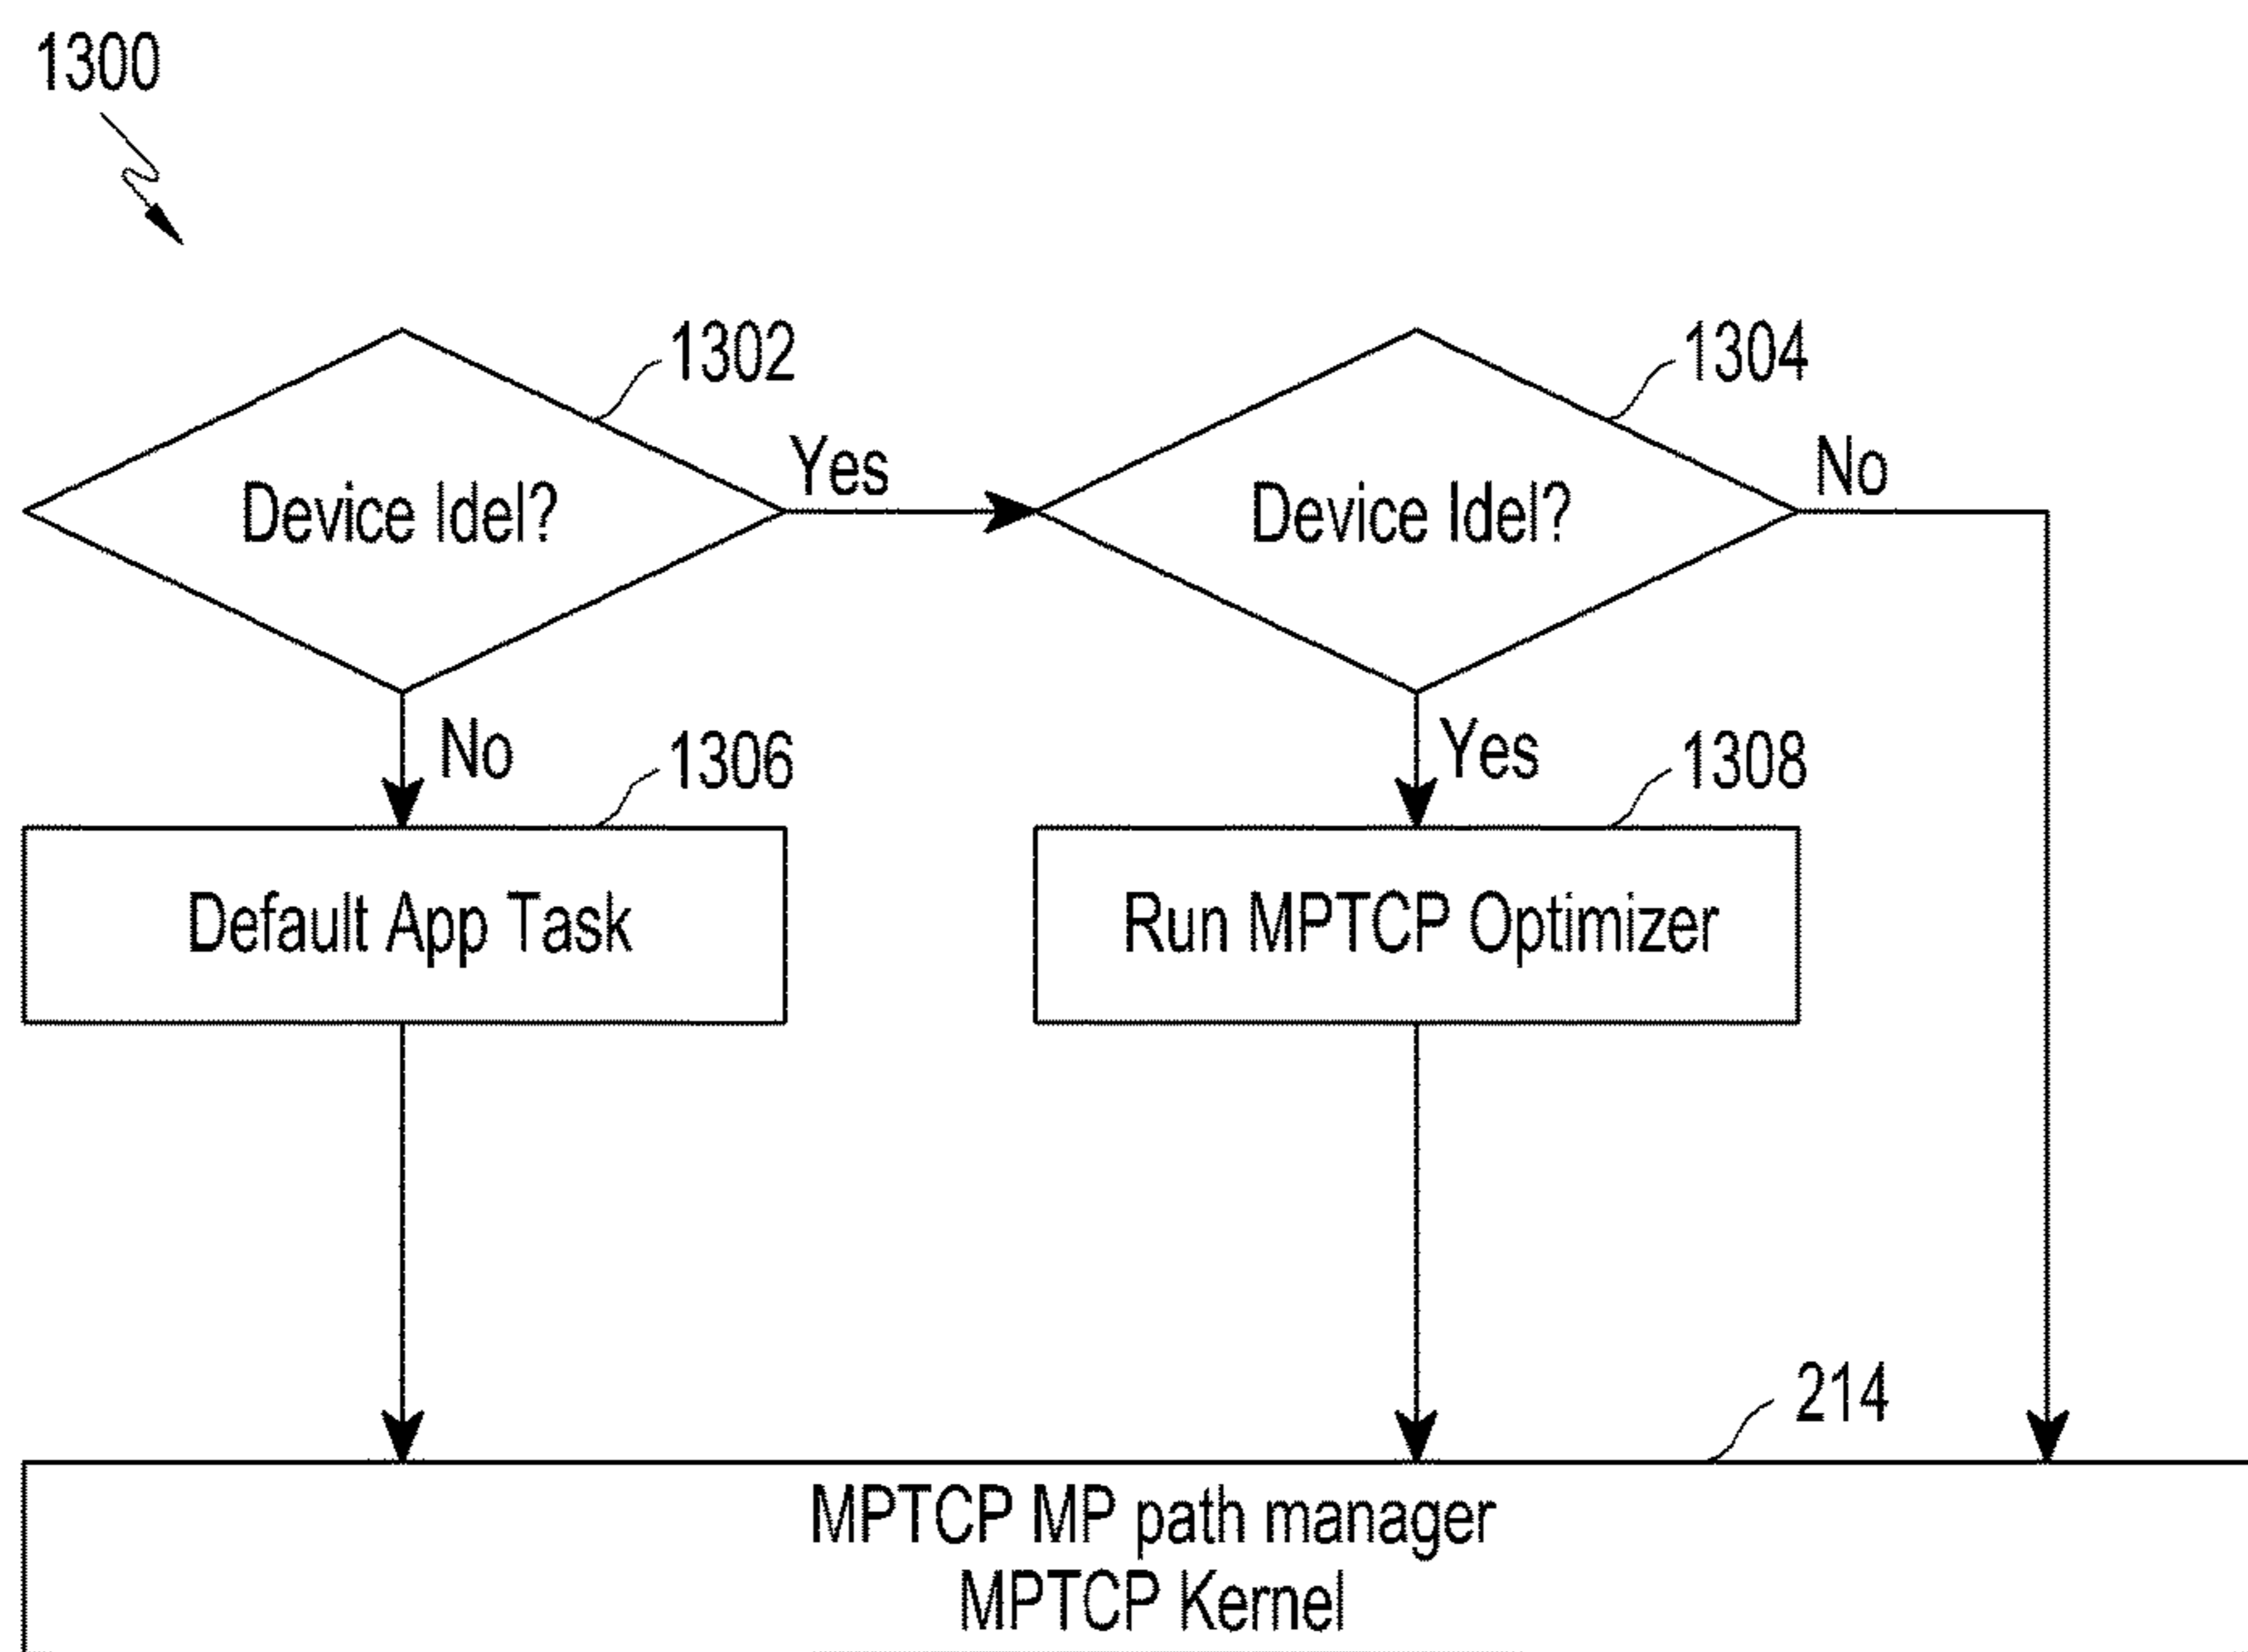 1300
1302
1304
Device Idel?
Yes
Device Idel?
No
No
1306
Yes
1308
Default App Task
Run MPTCP Optimizer
214
MPTCP MP path manager
MPTCP Kernel